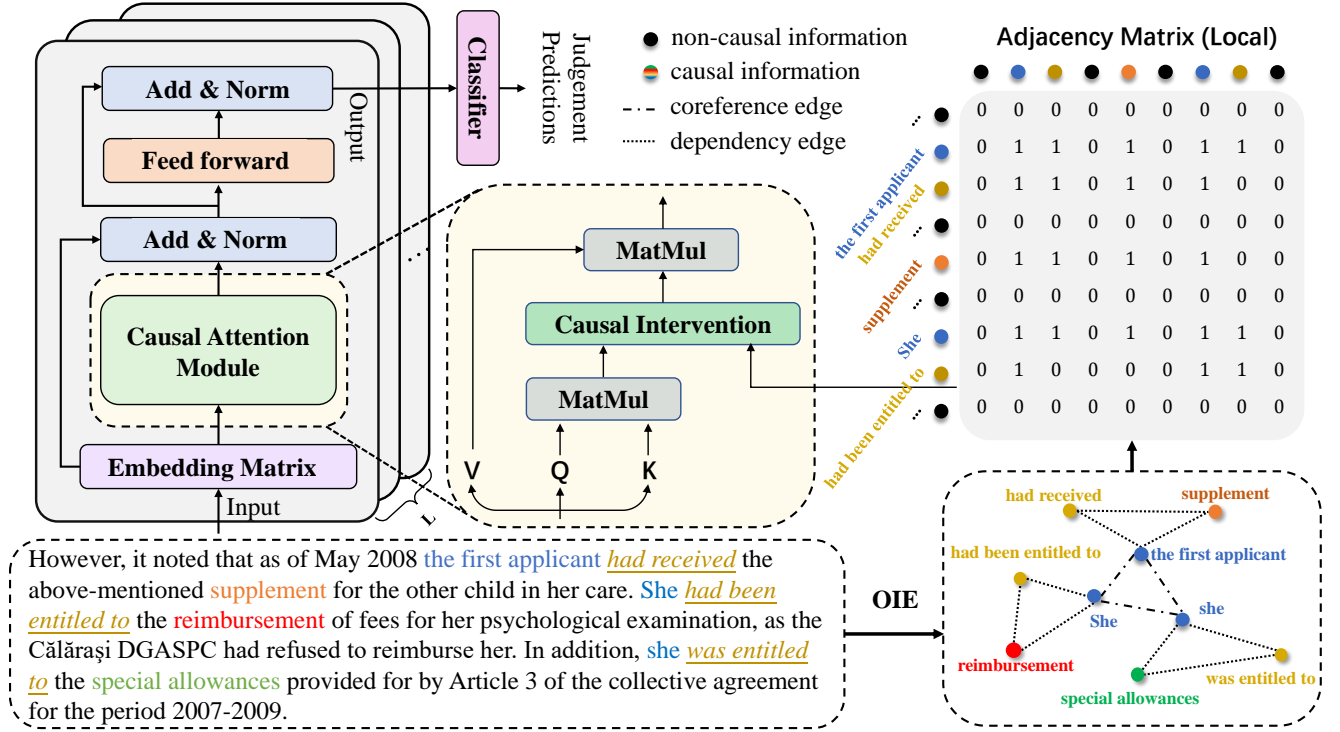 Add & Norm
Feed forward
Add & Norm
Causal Attention
Module
Embedding Matrix
Input
Output
L
...
Classifier
Judgement
Predictions
MatMul
Causal Intervention
MatMul
V Q K
non-causal information
causal information
coreference edge
dependency edge
Adjacency Matrix (Local)
...
the first applicant
had received
...
supplement
...
She
had been entitled to
...
0 0 0 0 0 0 0 0 0
0 1 1 0 1 0 1 1 0
0 1 1 0 1 0 1 0 0
0 0 0 0 0 0 0 0 0
0 1 1 0 1 0 1 0 0
0 0 0 0 0 0 0 0 0
0 1 1 0 1 0 1 1 0
0 1 0 0 0 0 1 1 0
0 0 0 0 0 0 0 0 0
However, it noted that as of May 2008 the first applicant had received the
above-mentioned supplement for the other child in her care. She had been
entitled to the reimbursement of fees for her psychological examination, as the
Călăraşi DGASPC had refused to reimburse her. In addition, she was entitled
to the special allowances provided for by Article 3 of the collective agreement
for the period 2007-2009.
OIE
had received
supplement
had been entitled to
the first applicant
She
she
reimbursement
was entitled to
special allowances